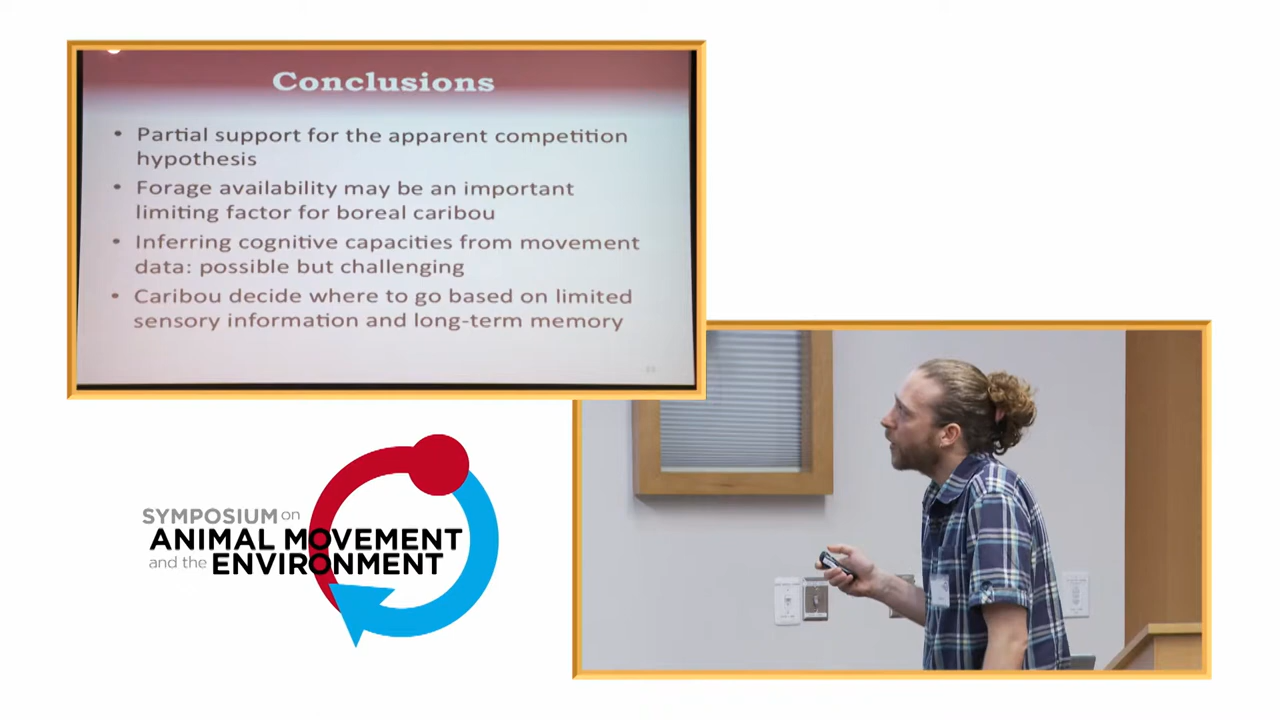 Conclusions
• Partial support for the apparent competition
hypothesis
• Forage availability may be an important
limiting factor for boreal caribou
• Inferring cognitive capacities from movement
data: possible but challenging
• Caribou decide where to go based on limited
sensory information and long-term memory
SYMPOSIUM on
ANIMAL MOVEMENT
and the ENVIRONMENT